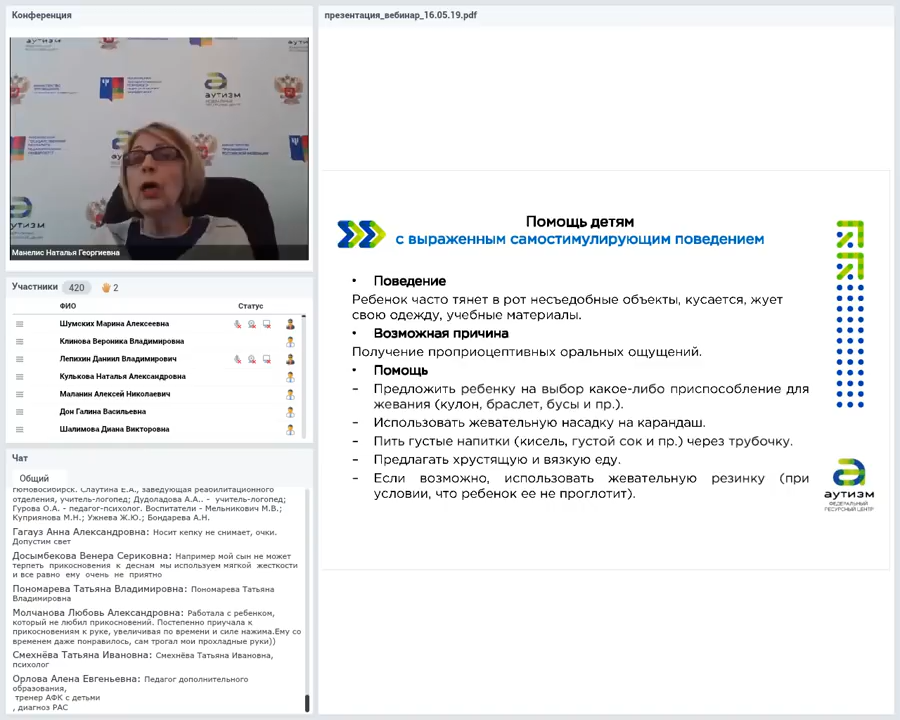 Конференция
аутизм
МИНИСТЕРСТВО
аутизм
Манелис Наталья Георгиевна
Участники 420 2
ФИО Статус
Шумских Марина Алексеевна
Клинова Вероника Владимировна
Лепихин Даниил Владимирович
Кулькова Наталья Александровна
Маланин Алексей Николаевич
Дон Галина Васильевна
Шалимова Диана Викторовна
Чат
Общий
гюновосибирск. Слаутина Е.А., заведующая реабилитационного
отделения, учитель-логопед; Дудоладова А.А.. - учитель-логопед;
Гурова О.А. - педагог-психолог. Воспитатели - Мельникович М.В.;
Куприянова М.Н.; Ужнева Ж.Ю.; Бондарева А.Н.
Гагауз Анна Александровна: Носит кепку не снимает, очки.
Допустим свет
Досымбекова Венера Сериковна: Например мой сын не может
терпеть прикосновения к деснам мы используем мягкой жесткости
и все равно ему очень не приятно
Пономарева Татьяна Владимировна: Пономарева Татьяна
Владимировна
Молчанова Любовь Александровна: Работала с ребенком,
который не любил прикосновений. Постепенно приучала к
прикосновениям к руке, увеличивая по времени и силе нажима.Ему со
временем даже понравилось, сам трогал мои прохладные руки))
Смехнёва Татьяна Ивановна: Смехнёва Татьяна Ивановна,
психолог
Орлова Алена Евгеньевна: Педагог дополнительного
образования,
тренер АФК с детьми
, диагноз РАС
презентация_вебинар_16.05.19.pdf
Помощь детям
с выраженным самостимулирующим поведением
• Поведение
Ребенок часто тянет в рот несъедобные объекты, кусается, жует
свою одежду, учебные материалы.
• Возможная причина
Получение проприоцептивных оральных ощущений.
• Помощь
– Предложить ребенку на выбор какое-либо приспособление для
жевания (кулон, браслет, бусы и пр.).
– Использовать жевательную насадку на карандаш.
– Пить густые напитки (кисель, густой сок и пр.) через трубочку.
– Предлагать хрустящую и вязкую еду.
– Если возможно, использовать жевательную резинку (при
условии, что ребенок ее не проглотит).
аутизм
ФЕДЕРАЛЬНЫЙ
РЕСУРСНЫЙ ЦЕНТР